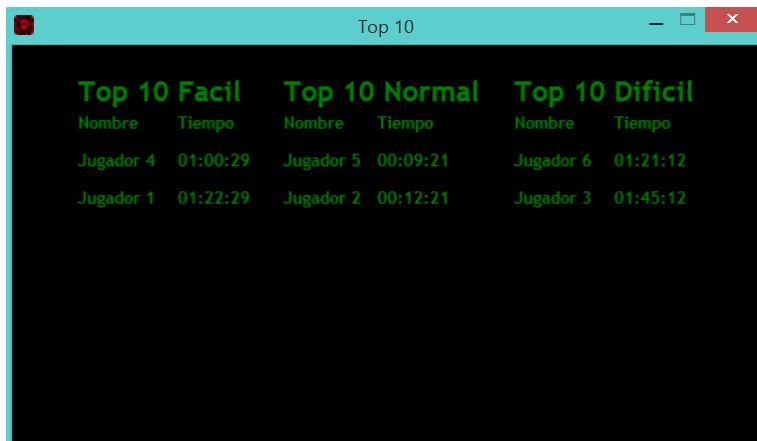 Top 10
Top 10 Facil Top 10 Normal Top 10 Dificil
Nombre Tiempo Nombre Tiempo Nombre Tiempo
Jugador 4 01:00:29 Jugador 5 00:09:21 Jugador 6 01:21:12
Jugador 1 01:22:29 Jugador 2 00:12:21 Jugador 3 01:45:12